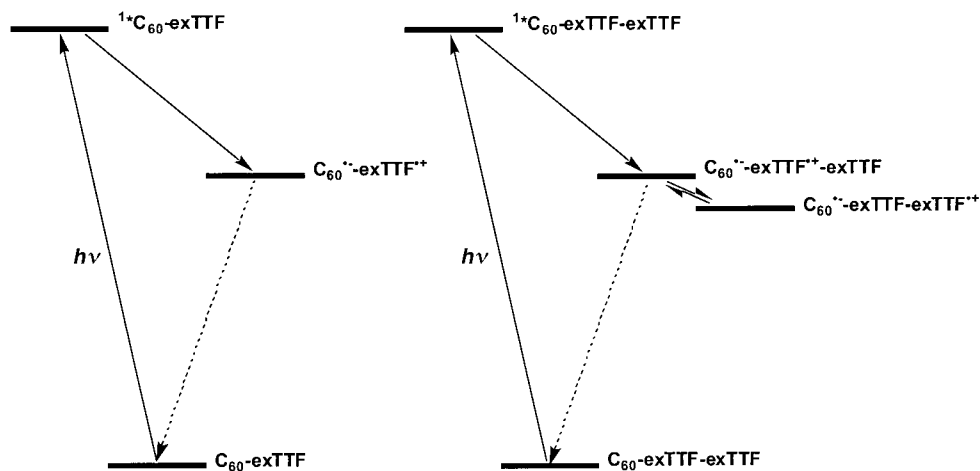 ¹*C₆₀-exTTF
C₆₀•⁻-exTTF•⁺
hν
C₆₀-exTTF
¹*C₆₀-exTTF-exTTF
C₆₀•⁻-exTTF•⁺-exTTF
C₆₀•⁻-exTTF-exTTF•⁺
hν
C₆₀-exTTF-exTTF